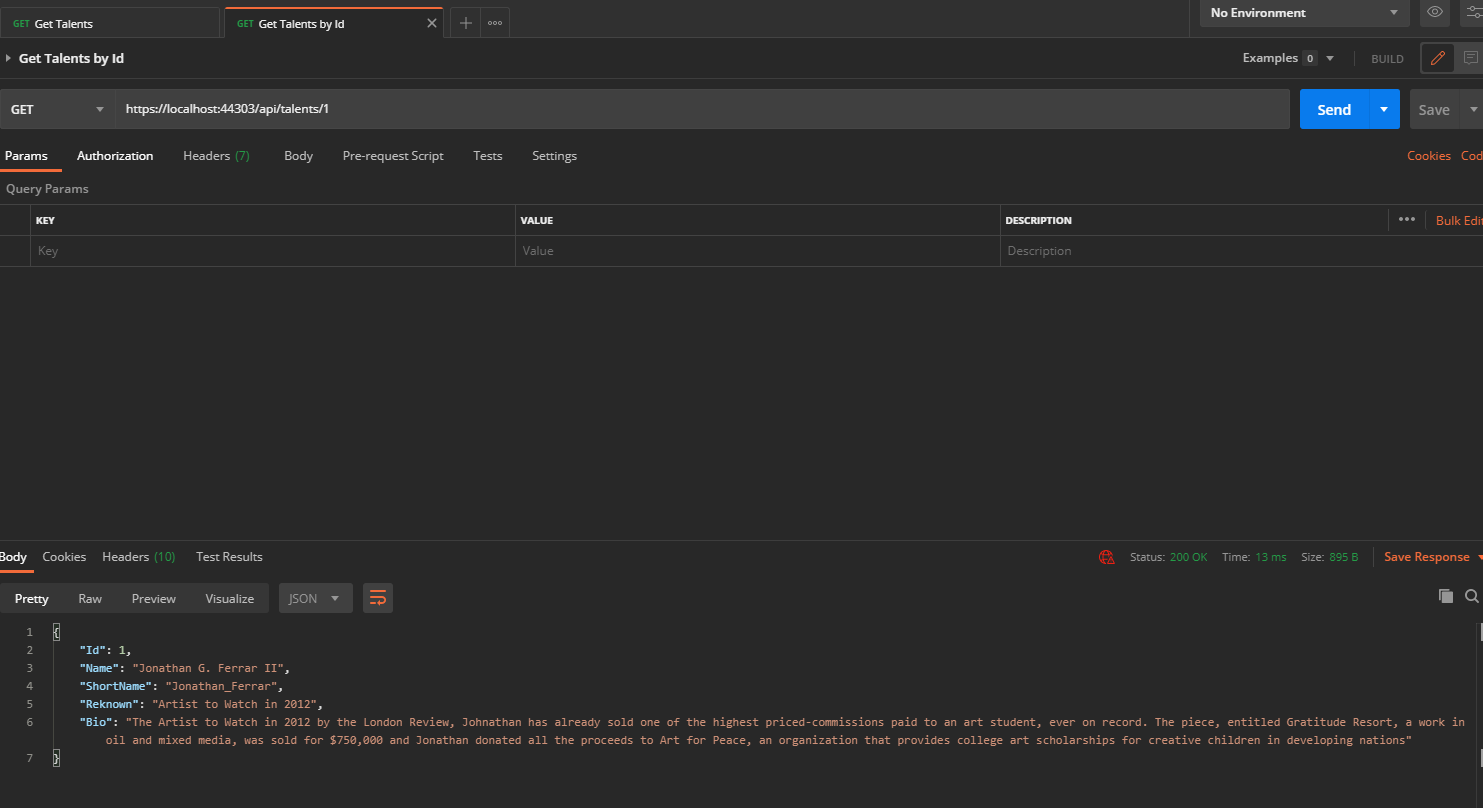 GET Get Talents GET Get Talents by Id No Environment
Get Talents by Id Examples 0 BUILD
GET https://localhost:44303/api/talents/1 Send Save
Params Authorization Headers (7) Body Pre-request Script Tests Settings Cookies Cod
Query Params
KEY VALUE DESCRIPTION Bulk Edit
Key Value Description
Body Cookies Headers (10) Test Results Status: 200 OK Time: 13 ms Size: 895 B Save Response
Pretty Raw Preview Visualize JSON
1 {
2 "Id": 1,
3 "Name": "Jonathan G. Ferrar II",
4 "ShortName": "Jonathan_Ferrar",
5 "Reknown": "Artist to Watch in 2012",
6 "Bio": "The Artist to Watch in 2012 by the London Review, Johnathan has already sold one of the highest priced-commissions paid to an art student, ever on record. The piece, entitled Gratitude Resort, a work in
oil and mixed media, was sold for $750,000 and Jonathan donated all the proceeds to Art for Peace, an organization that provides college art scholarships for creative children in developing nations"
7 }